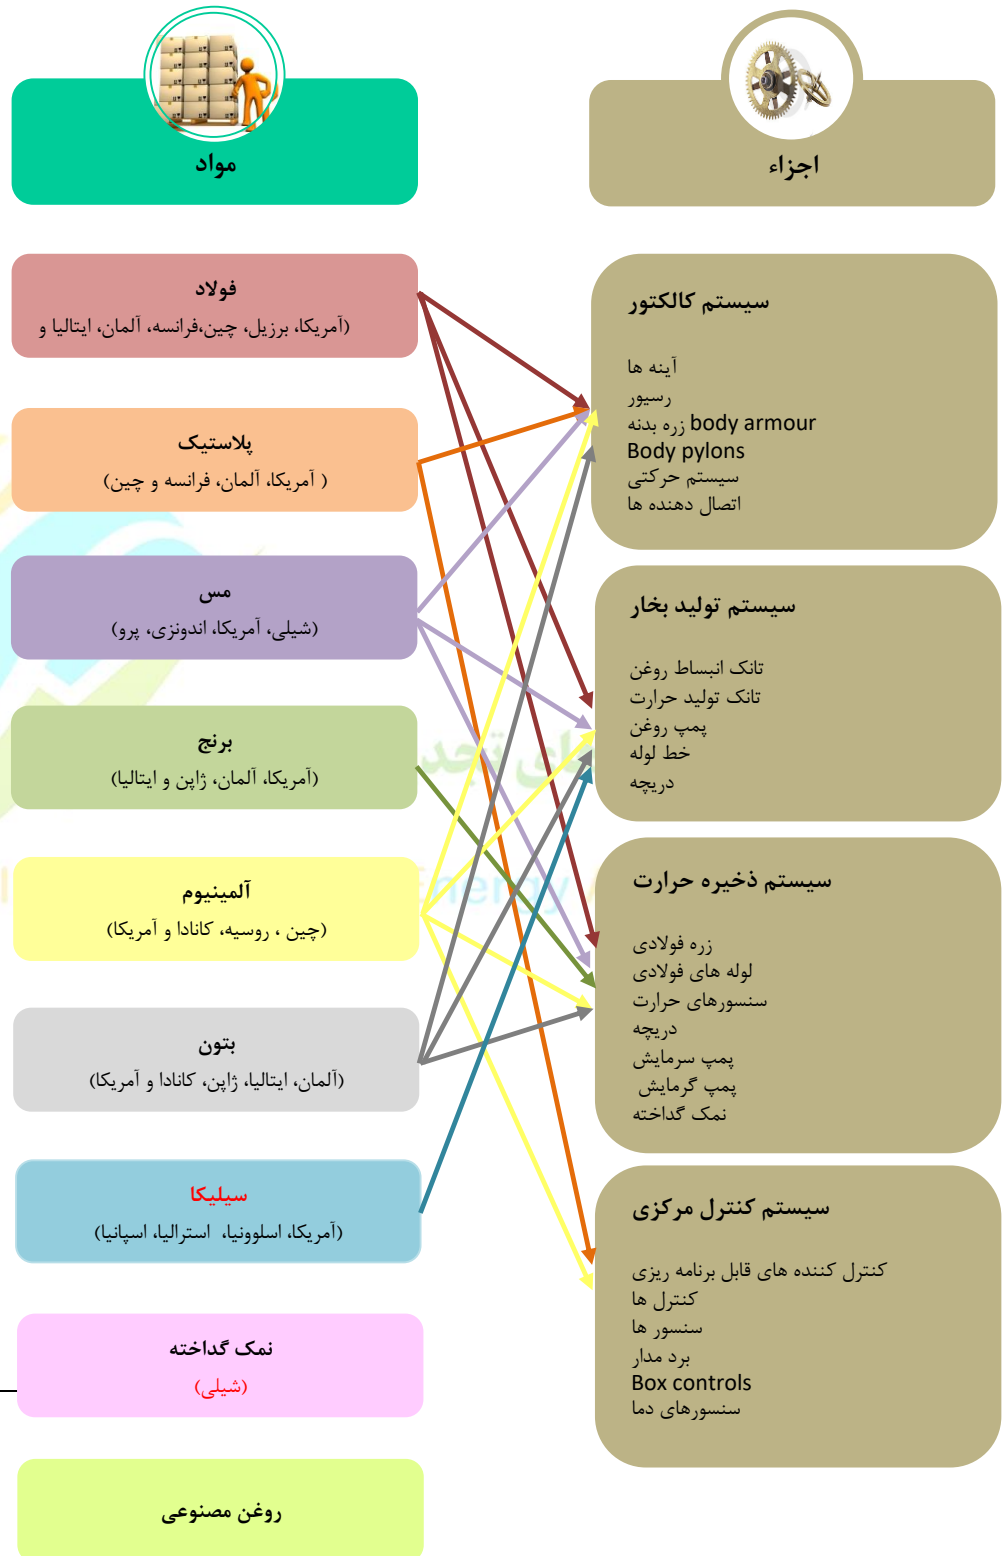 اجزاء
سیستم کالکتور
آینه ها
رسیور
زره بدنه body armour
Body pylons
سیستم حرکتی
اتصال دهنده ها
سیستم تولید بخار
تانک انبساط روغن
تانک تولید حرارت
پمپ روغن
خط لوله
دریچه
سیستم ذخیره حرارت
زره فولادی
لوله های فولادی
سنسورهای حرارت
دریچه
پمپ سرمایش
پمپ گرمایش
نمک گداخته
سیستم کنترل مرکزی
کنترل کننده های قابل برنامه ریزی
کنترل ها
سنسور ها
برد مدار
Box controls
سنسورهای دما
مواد
فولاد
(آمریکا، برزیل، چین،فرانسه، آلمان، ایتالیا و
پلاستیک
( آمریکا، آلمان، فرانسه و چین)
مس
(شیلی، آمریکا، اندونزی، پرو)
برنج
(آمریکا، آلمان، ژاپن و ایتالیا)
آلمینیوم
(چین ، روسیه، کانادا و آمریکا)
بتون
(آلمان، ایتالیا، ژاپن، کانادا و آمریکا)
سیلیکا
(آمریکا، اسلوونیا، استرالیا، اسپانیا)
نمک گداخته
(شیلی)
روغن مصنوعی
Energy